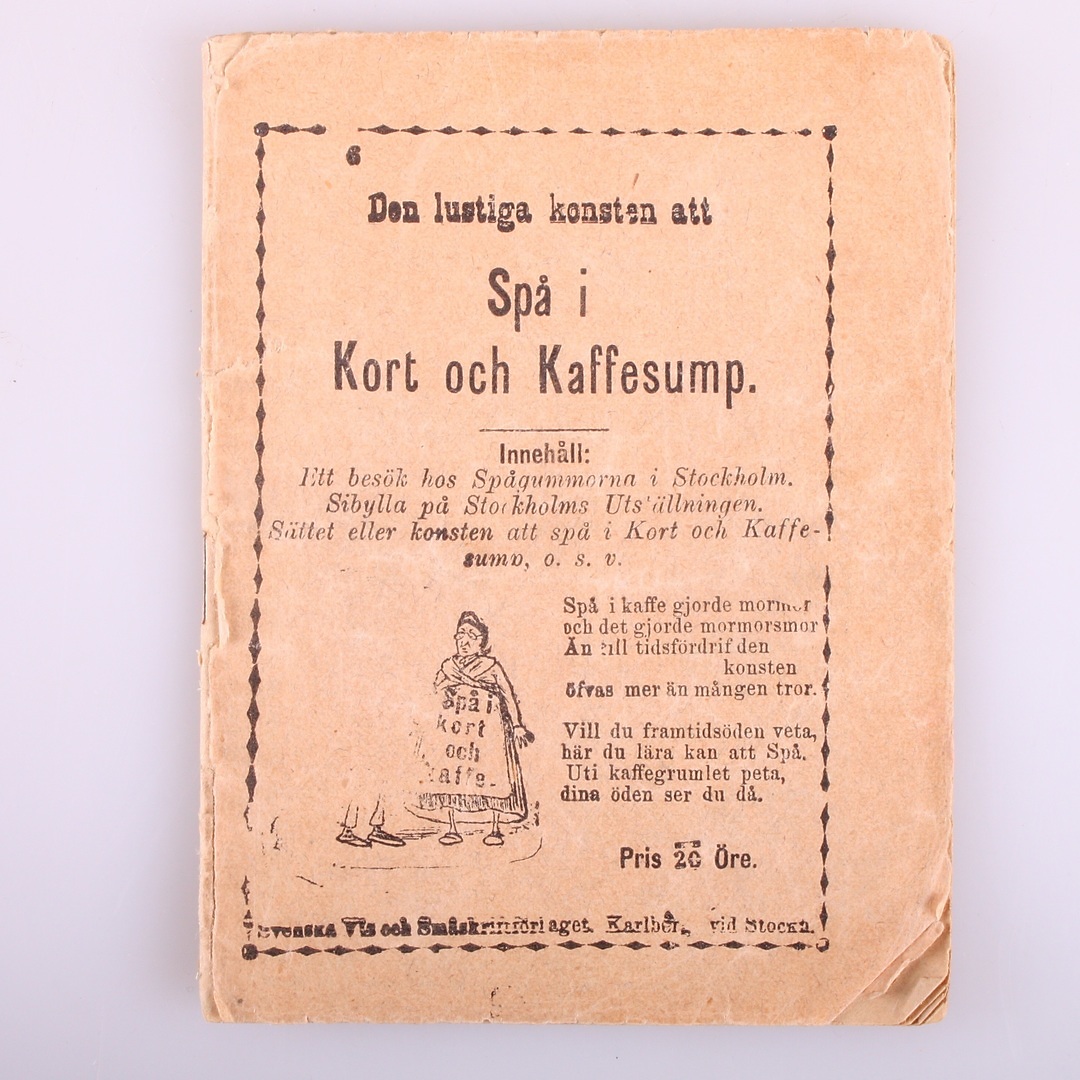 6
Den lustiga konsten att
Spå i
Kort och Kaffesump.
Innehåll:
Ett besök hos Spågummorna i Stockholm.
Sibylla på Stockholms Utställningen.
Sättet eller konsten att spå i Kort och Kaffe-
sump, o. s. v.
Spå i kaffe gjorde mormor
och det gjorde mormorsmor
Än till tidsfördrif den
konsten
öfvas mer än mången tror.
Vill du framtidsöden veta,
här du lära kan att Spå.
Uti kaffegrumlet peta,
dina öden ser du då.
Spå i
kort
och
kaffe-
Pris 20 Öre.
Svenska Vis och Småskriftförlaget. vid